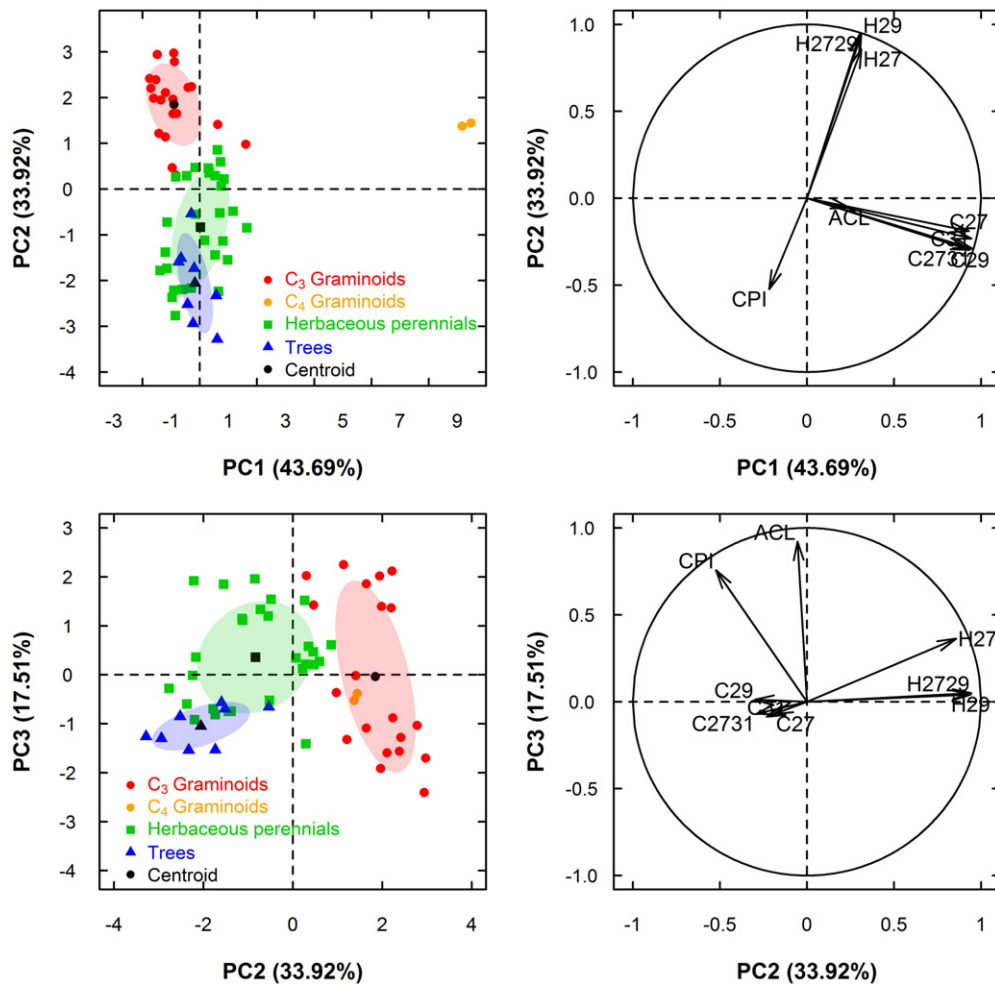 3
2
1
0
-1
-2
-3
-4
PC2 (33.92%)
C3 Graminoids
C4 Graminoids
Herbaceous perennials
Trees
Centroid
-3 -1 1 3 5 7 9
PC1 (43.69%)
1.0
0.5
0.0
-0.5
-1.0
PC2 (33.92%)
H29
H2729
H27
ACL
C27
C2731 C29
CPI
-1 -0.5 0 0.5 1
PC1 (43.69%)
3
2
1
0
-1
-2
-3
-4
PC3 (17.51%)
C3 Graminoids
C4 Graminoids
Herbaceous perennials
Trees
Centroid
-4 -2 0 2 4
PC2 (33.92%)
1.0
0.5
0.0
-0.5
-1.0
PC3 (17.51%)
ACL
CPI
H27
H2729
H29
C29
C2731 C27
-1 -0.5 0 0.5 1
PC2 (33.92%)